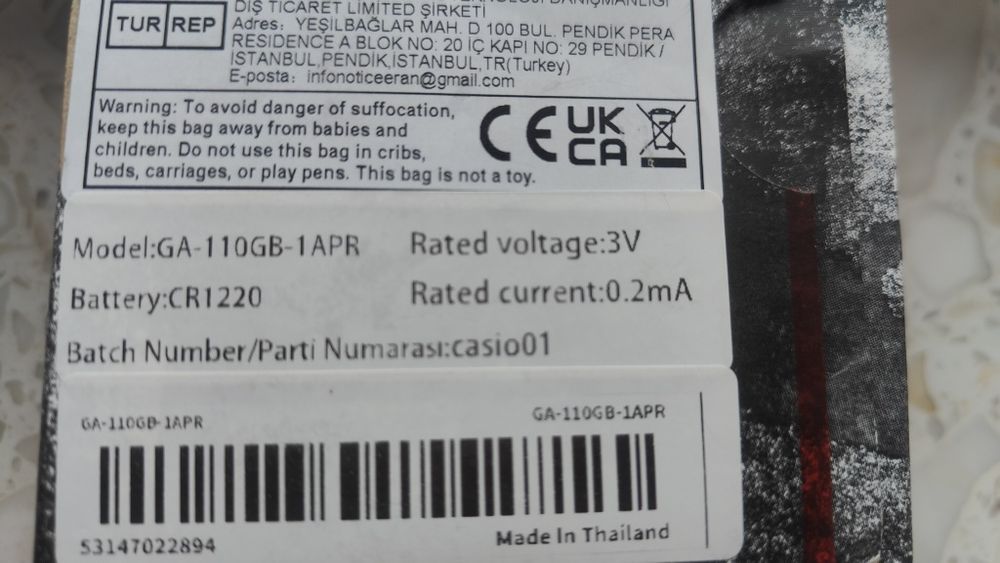 TUR REP
DIŞ TİCARET LİMİTED ŞİRKETİ
Adres: YEŞİLBAĞLAR MAH. D 100 BUL. PENDİK PERA
RESIDENCE A BLOK NO: 20 İÇ KAPI NO: 29 PENDİK /
İSTANBUL,PENDİK,İSTANBUL,TR(Turkey)
E-posta: infonoticeeran@gmail.com
Warning: To avoid danger of suffocation,
keep this bag away from babies and
children. Do not use this bag in cribs,
beds, carriages, or play pens. This bag is not a toy.
CE
UK
CA
Model:GA-110GB-1APR Rated voltage:3V
Battery:CR1220 Rated current:0.2mA
Batch Number/Parti Numarası:casio01
GA-110GB-1APR GA-110GB-1APR
53147022894 Made In Thailand